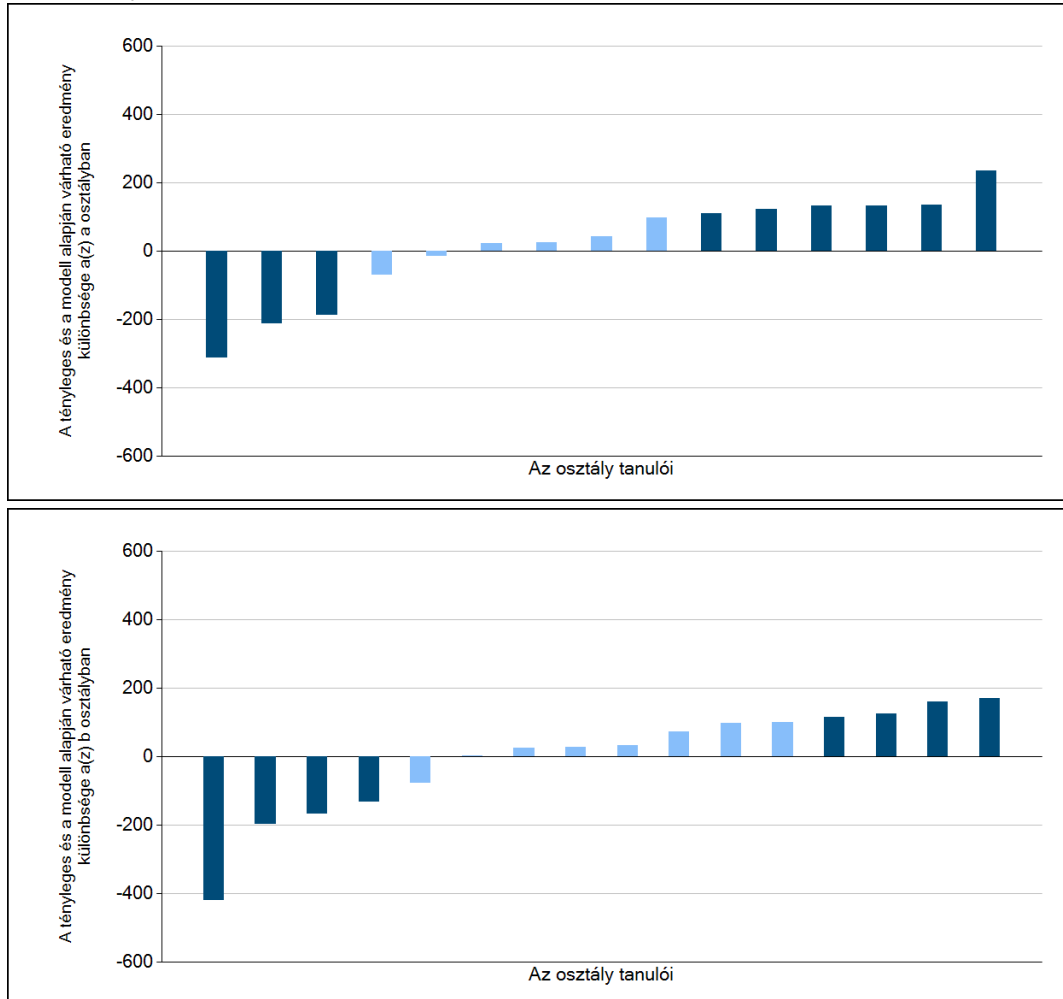 600
400
200
0
-200
-400
-600
A tényleges és a modell alapján várható eredmény
különbsége a(z) a osztályban
Az osztály tanulói
600
400
200
0
-200
-400
-600
A tényleges és a modell alapján várható eredmény
különbsége a(z) b osztályban
Az osztály tanulói